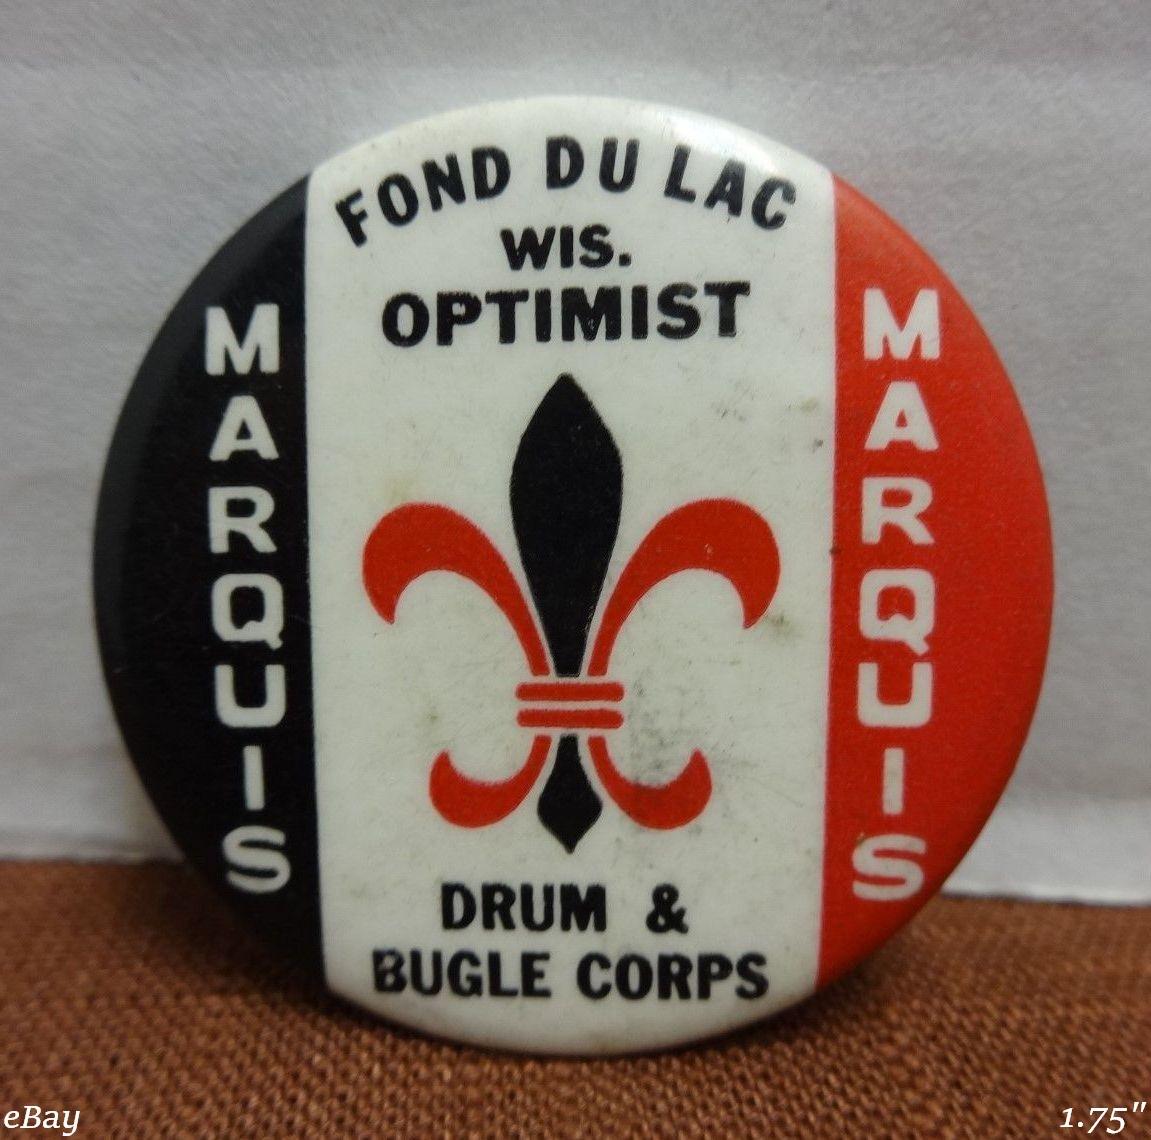 FOND DU LAC
WIS.
OPTIMIST
MARQUIS
MARQUIS
DRUM &
BUGLE CORPS
eBay
1.75"